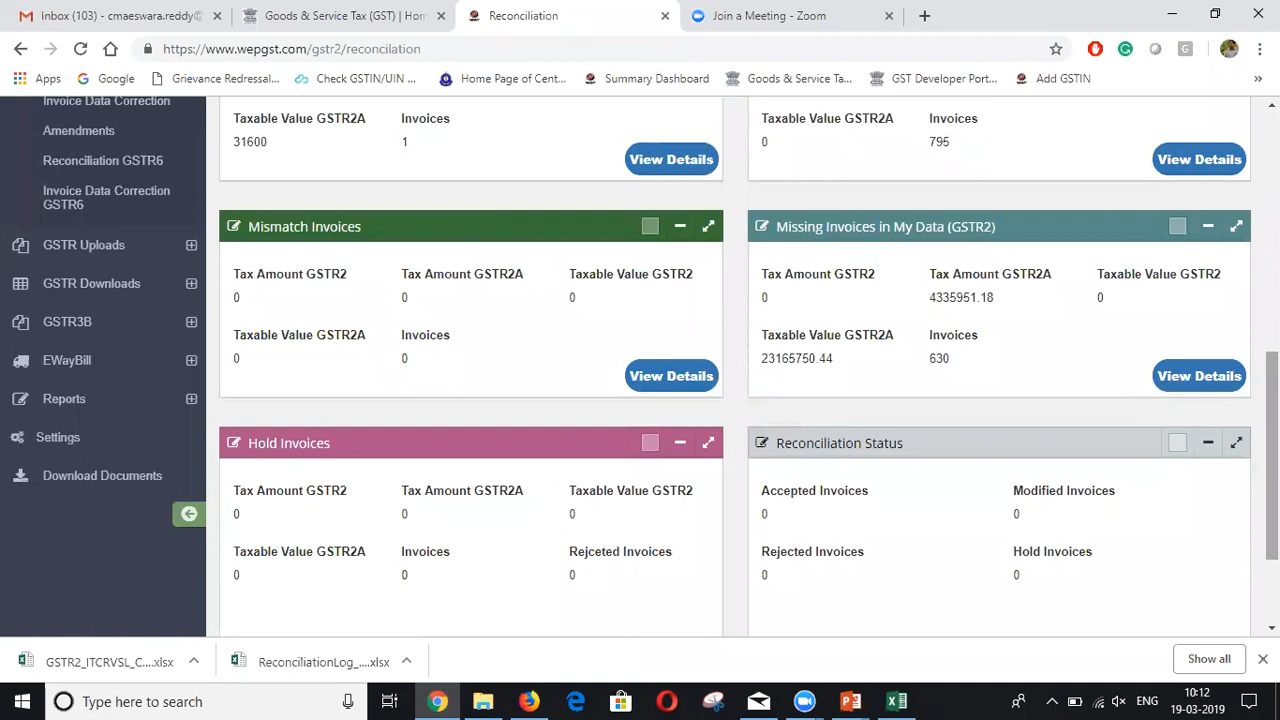 Inbox (103) - cmaeswara.reddy@
Goods & Service Tax (GST) | Hom
Reconciliation
Join a Meeting - Zoom
https://www.wepgst.com/gstr2/reconcilation
Apps
Google
Grievance Redressal...
Check GSTIN/UIN ...
Home Page of Cent...
Summary Dashboard
Goods & Service Ta...
GST Developer Port...
Add GSTIN
»
Invoice Data Correction
Amendments
Reconciliation GSTR6
Invoice Data Correction
GSTR6
GSTR Uploads
GSTR Downloads
GSTR3B
EWayBill
Reports
Settings
Download Documents
Taxable Value GSTR2A Invoices
31600 1
View Details
Taxable Value GSTR2A Invoices
0 795
View Details
Mismatch Invoices
Tax Amount GSTR2 Tax Amount GSTR2A Taxable Value GSTR2
0 0 0
Taxable Value GSTR2A Invoices
0 0
View Details
Missing Invoices in My Data (GSTR2)
Tax Amount GSTR2 Tax Amount GSTR2A Taxable Value GSTR2
0 4335951.18 0
Taxable Value GSTR2A Invoices
23165750.44 630
View Details
Hold Invoices
Tax Amount GSTR2 Tax Amount GSTR2A Taxable Value GSTR2
0 0 0
Taxable Value GSTR2A Invoices Rejceted Invoices
0 0 0
Reconciliation Status
Accepted Invoices Modified Invoices
0 0
Rejected Invoices Hold Invoices
0 0
GSTR2_ITCRVSL_C....xlsx
ReconciliationLog_....xlsx
Show all
Type here to search
ENG
10:12
19-03-2019